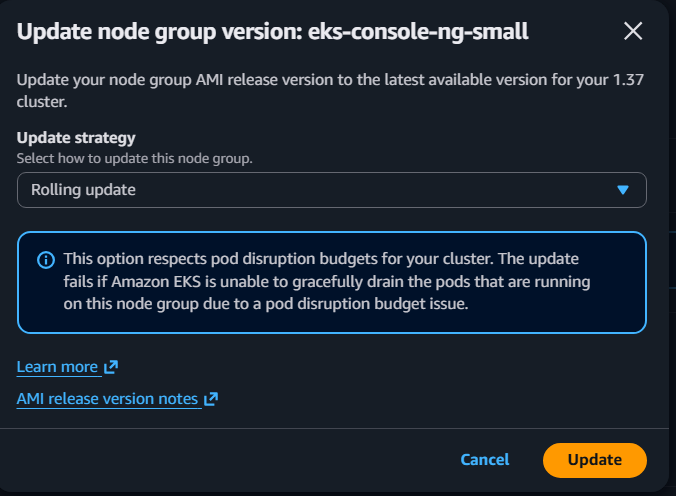 Update node group version: eks-console-ng-small
Update your node group AMI release version to the latest available version for your 1.37
cluster.
Update strategy
Select how to update this node group.
Rolling update
This option respects pod disruption budgets for your cluster. The update
fails if Amazon EKS is unable to gracefully drain the pods that are running
on this node group due to a pod disruption budget issue.
Learn more
AMI release version notes
Cancel
Update